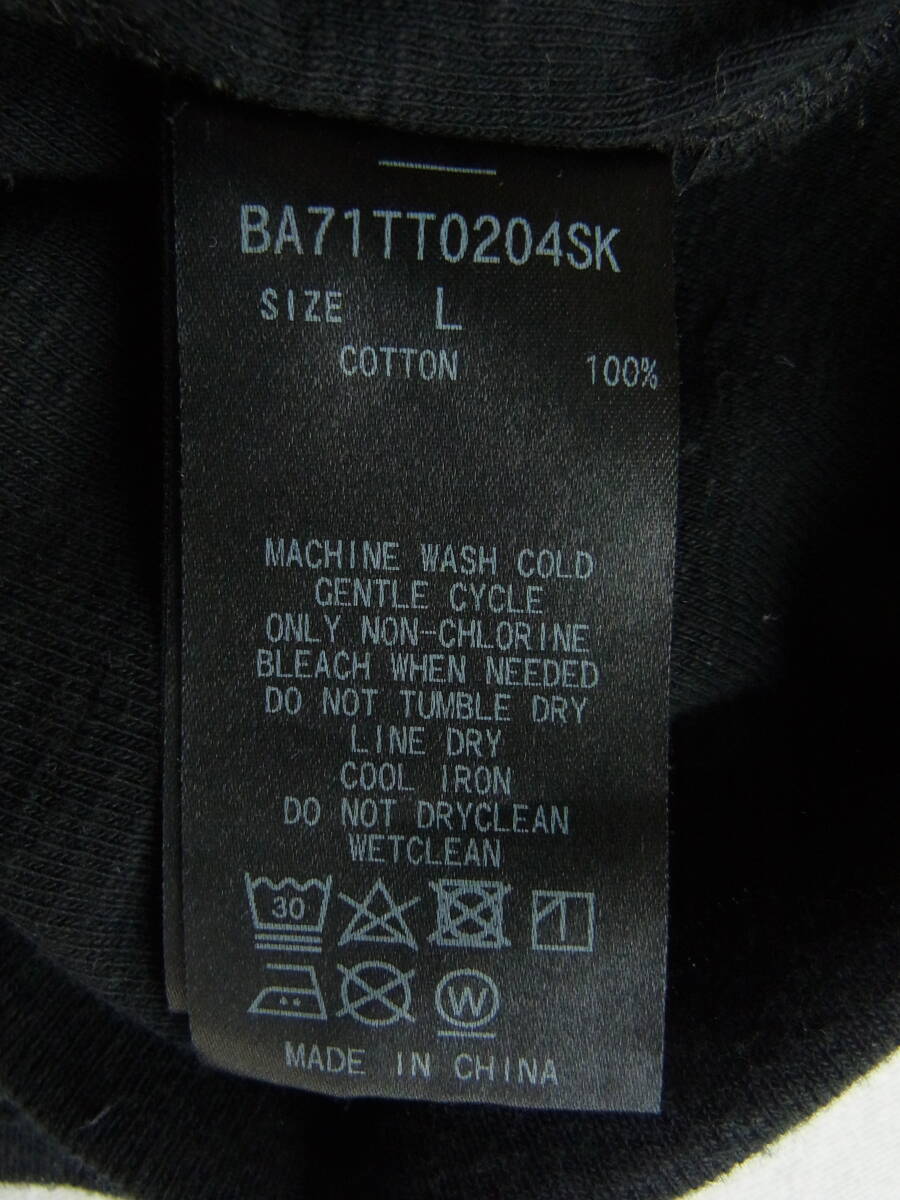 BA71TT0204SK
SIZE L
COTTON 100%
MACHINE WASH COLD
GENTLE CYCLE
ONLY NON-CHLORINE
BLEACH WHEN NEEDED
DO NOT TUMBLE DRY
LINE DRY
COOL IRON
DO NOT DRYCLEAN
WETCLEAN
30
W
MADE IN CHINA